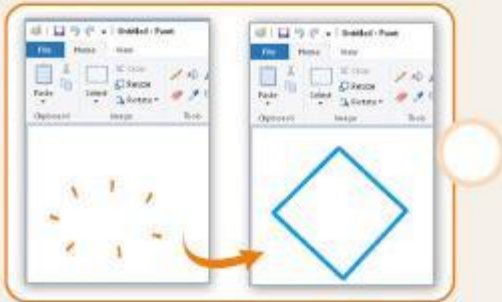 Untitled - Paint
File Home View
Paste
Select
Crop
Resize
Rotate
Clipboard Image Tools
Untitled - Paint
File Home View
Paste
Select
Crop
Resize
Rotate
Clipboard Image Tools